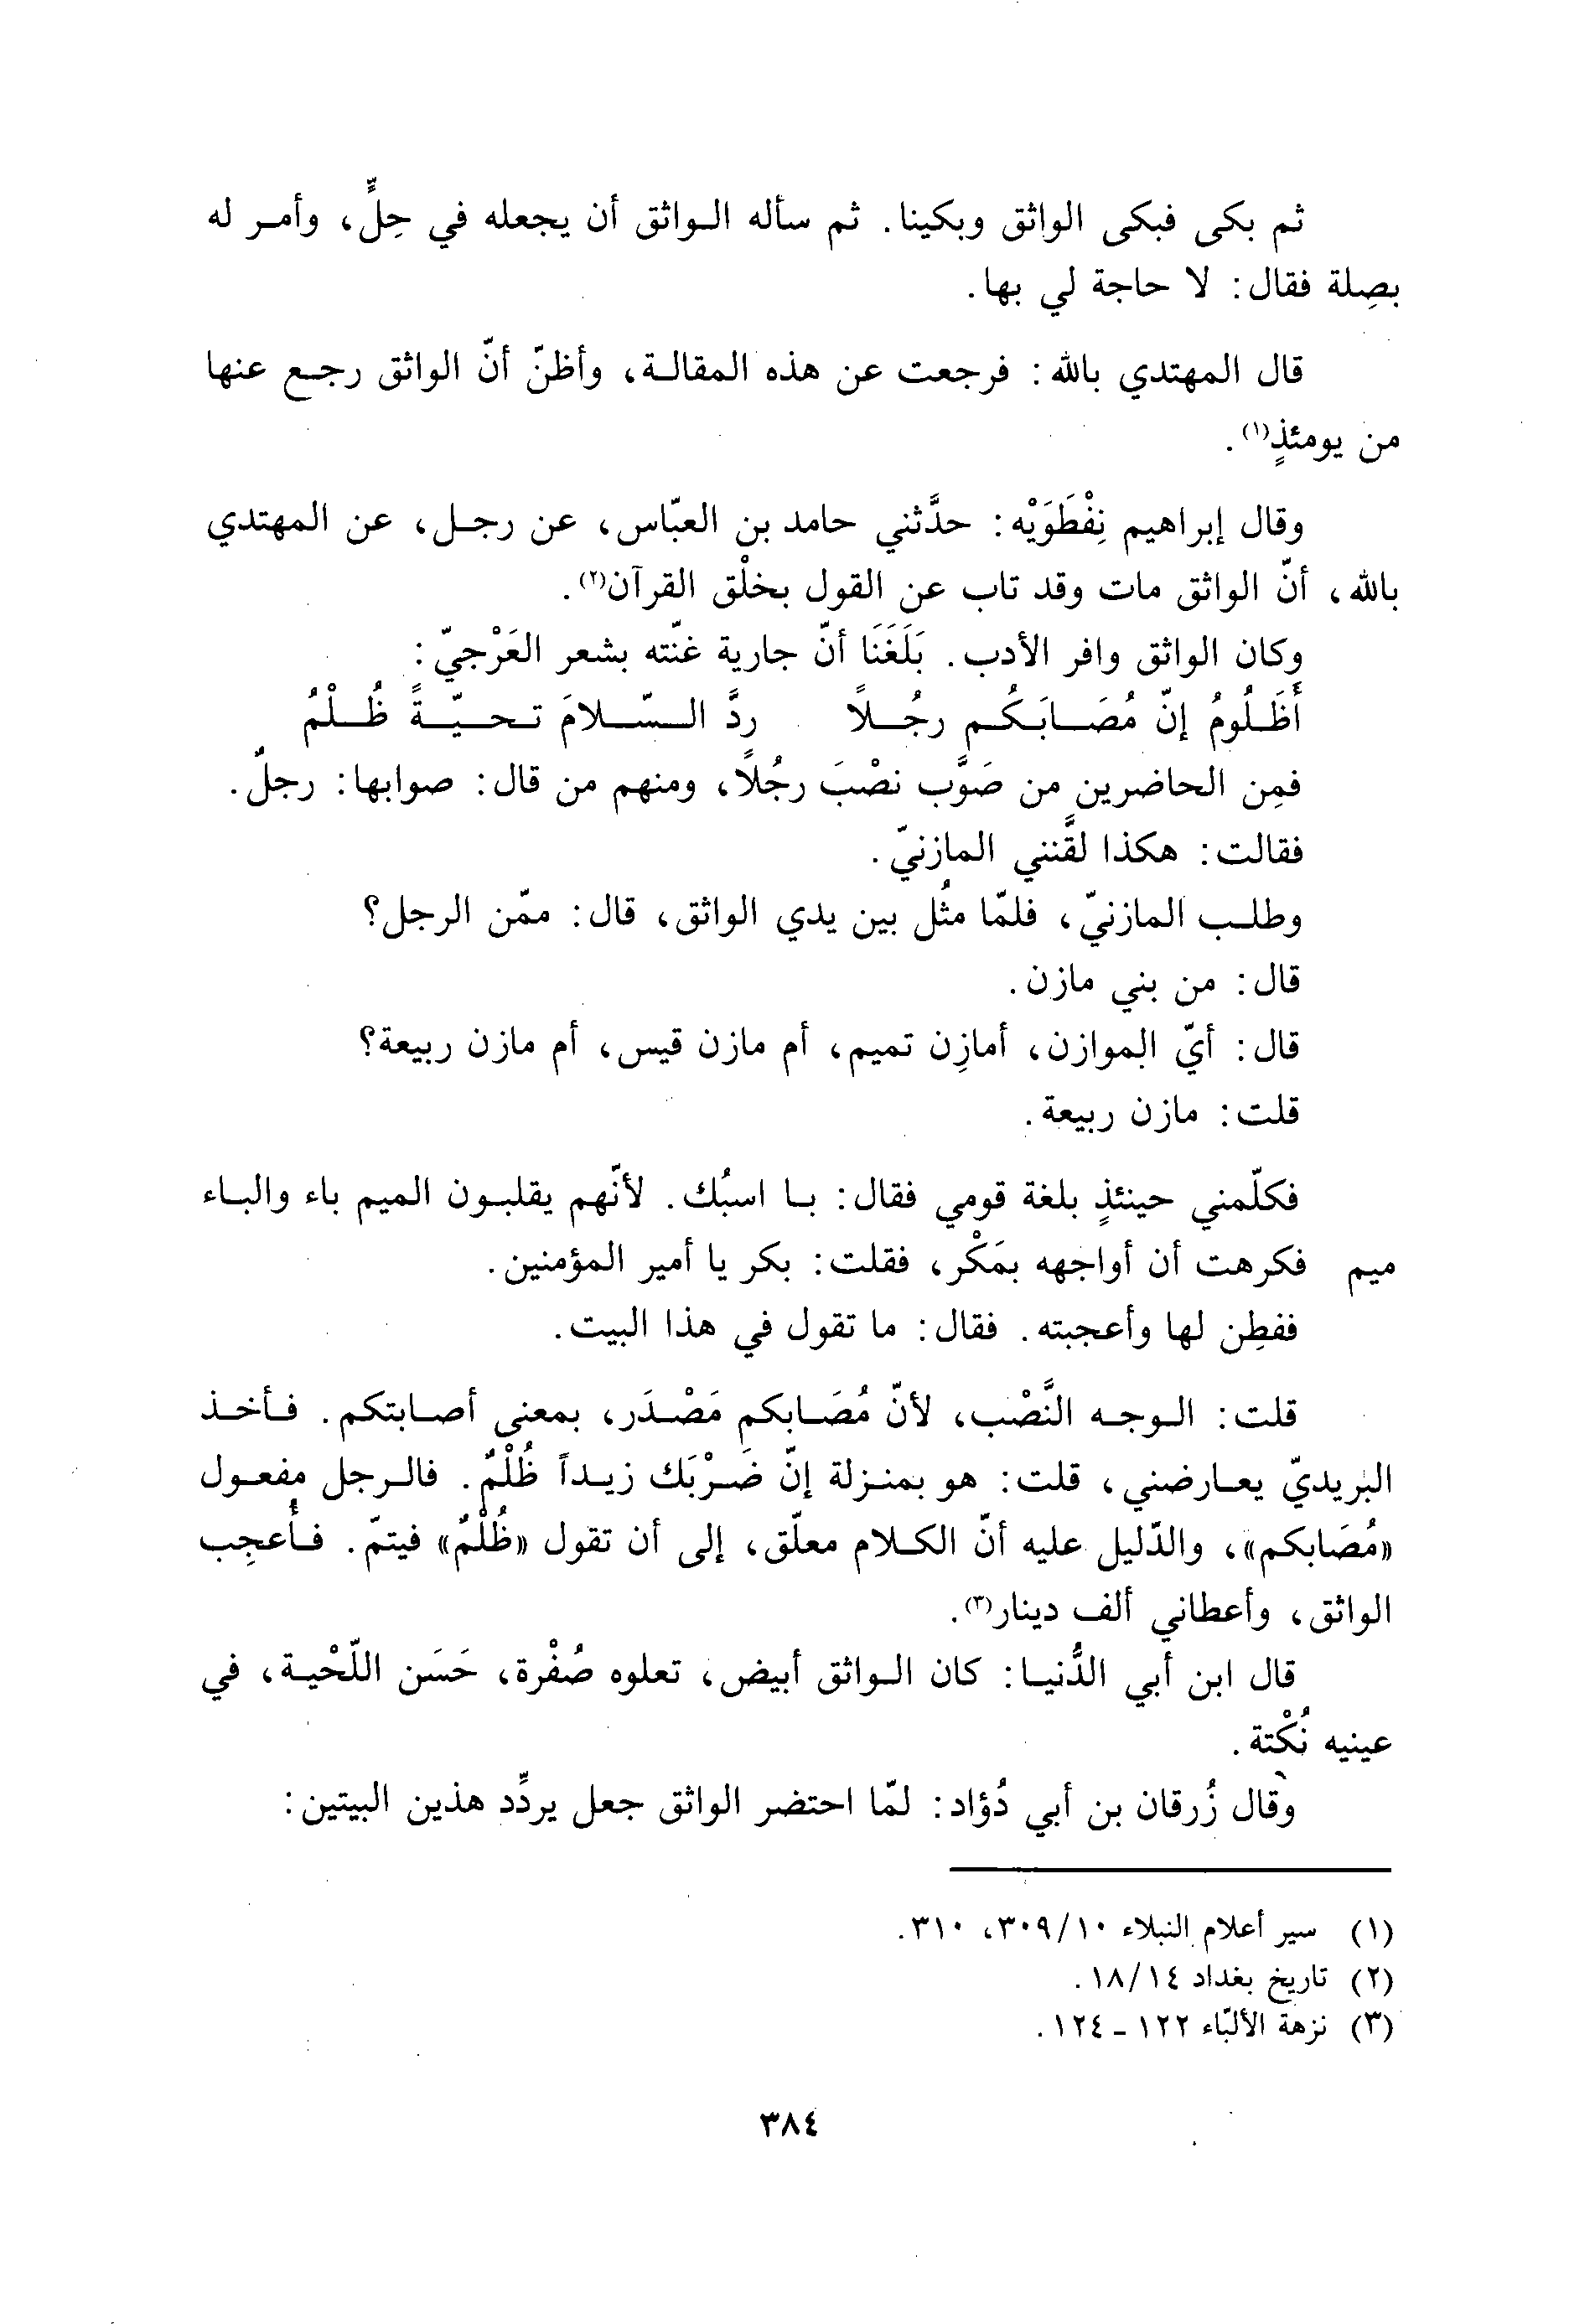 ثم بكى فبكى الواثق وبكينا. ثم سأله الواثق أن يجعله في حِلٍّ، وأمر له
بصِلة فقال: لا حاجة لي بها.
قال المهتدي بالله: فرجعت عن هذه المقالة، وأظنّ أنّ الواثق رجع عنها
من يومئذٍ(١).
وقال إبراهيم نِفْطَوَيْه: حدَّثني حامد بن العبّاس، عن رجل، عن المهتدي
بالله، أنّ الواثق مات وقد تاب عن القول بخلْق القرآن(٢).
وكان الواثق وافر الأدب. بَلَغَنَا أنّ جارية غنّته بشعر العَرْجيّ:
أَظَلُومُ إنّ مُصَابَكُم رجُلاً ردَّ السّلامَ تحيّةً ظُلْمُ
فمِن الحاضرين من صَوَّب نصْبَ رجُلاً، ومنهم من قال: صوابها: رجلٌ.
فقالت: هكذا لقَّنني المازنيّ.
وطلب المازنيّ، فلمّا مثُل بين يدي الواثق، قال: ممّن الرجل؟
قال: من بني مازن.
قال: أيّ الموازن، أمازِن تميم، أم مازن قيس، أم مازن ربيعة؟
قلت: مازن ربيعة.
فكلّمني حينئذٍ بلغة قومي فقال: با اسبُك. لأنّهم يقلبون الميم باء والباء
ميم فكرهت أن أواجهه بمَكْر، فقلت: بكر يا أمير المؤمنين.
ففطِن لها وأعجبته. فقال: ما تقول في هذا البيت.
قلت: الوجه النَّصْب، لأنّ مُصَابكم مَصْدَر، بمعنى أصابتكم. فأخذ
البريديّ يعارضني، قلت: هو بمنزلة إنّ ضَرْبَك زيداً ظُلْمٌ. فالرجل مفعول
«مُصَابكم»، والدّليل عليه أنّ الكلام معلّق، إلى أن تقول «ظُلْمٌ» فيتمّ. فأُعجِب
الواثق، وأعطاني ألف دينار(٣).
قال ابن أبي الدُّنيا: كان الواثق أبيض، تعلوه صُفْرة، حَسَن اللّحْية، في
عينيه نُكْتة.
وقال زُرقان بن أبي دُؤاد: لمّا احتضر الواثق جعل يردِّد هذين البيتين:
(١) سير أعلام النبلاء ٣٠٩/١٠، ٣١٠.
(٢) تاريخ بغداد ١٨/١٤.
(٣) نزهة الألبّاء ١٢٢ - ١٢٤.
٣٨٤